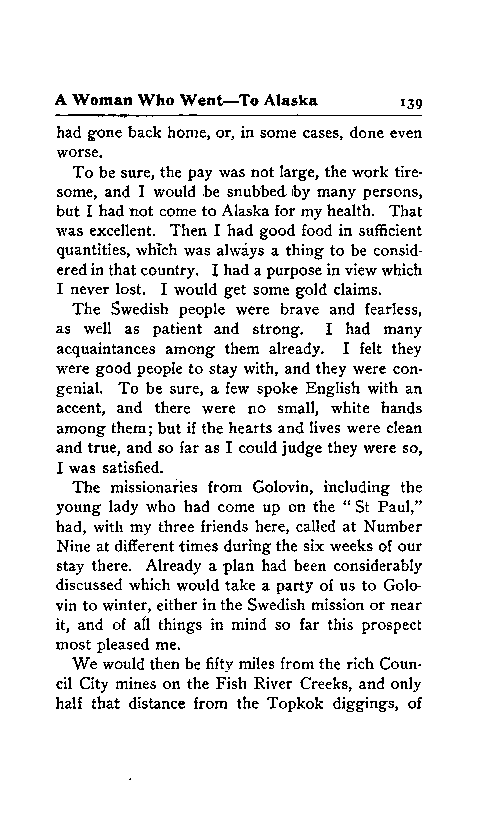 A Woman Who Went—To Alaska 139
had gone back home, or, in some cases, done even
worse.
To be sure, the pay was not large, the work tire-
some, and I would be snubbed by many persons,
but I had not come to Alaska for my health. That
was excellent. Then I had good food in sufficient
quantities, which was always a thing to be consid-
ered in that country. I had a purpose in view which
I never lost. I would get some gold claims.
The Swedish people were brave and fearless,
as well as patient and strong. I had many
acquaintances among them already. I felt they
were good people to stay with, and they were con-
genial. To be sure, a few spoke English with an
accent, and there were no small, white hands
among them; but if the hearts and lives were clean
and true, and so far as I could judge they were so,
I was satisfied.
The missionaries from Golovin, including the
young lady who had come up on the "St Paul,"
had, with my three friends here, called at Number
Nine at different times during the six weeks of our
stay there. Already a plan had been considerably
discussed which would take a party of us to Golo-
vin to winter, either in the Swedish mission or near
it, and of all things in mind so far this prospect
most pleased me.
We would then be fifty miles from the rich Coun-
cil City mines on the Fish River Creeks, and only
half that distance from the Topkok diggings, of